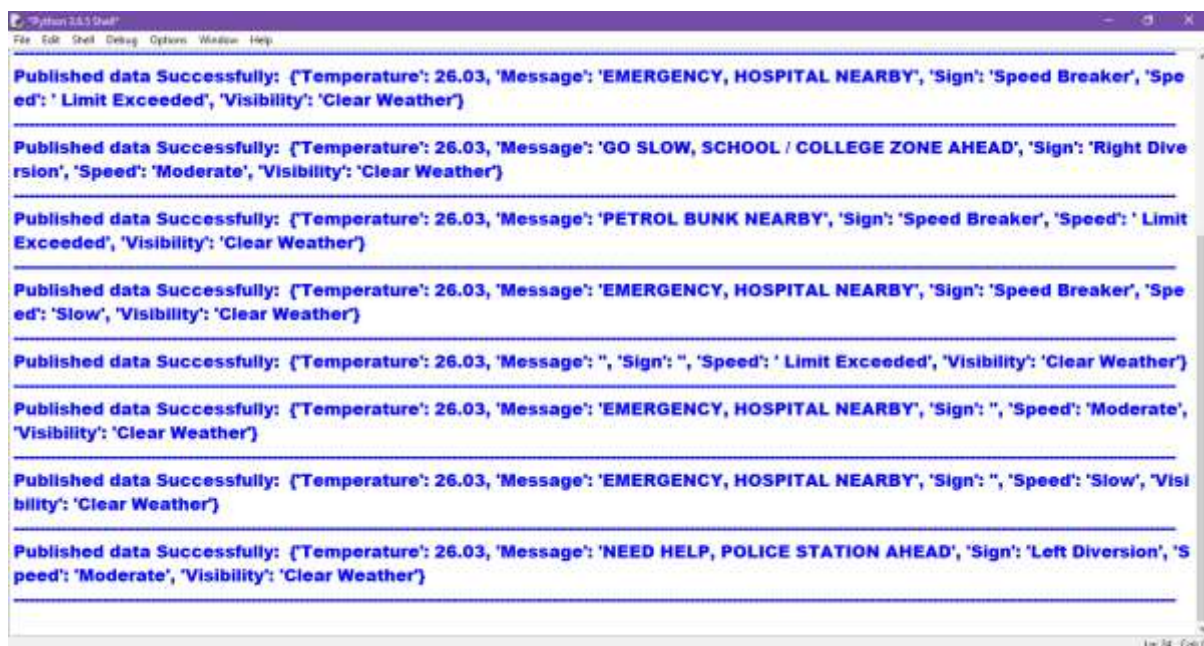 *Python 3.6.5 Shell*
File Edit Shell Debug Options Window Help
Published data Successfully: {'Temperature': 26.03, 'Message': 'EMERGENCY, HOSPITAL NEARBY', 'Sign': 'Speed Breaker', 'Spe
ed': ' Limit Exceeded', 'Visibility': 'Clear Weather'}
Published data Successfully: {'Temperature': 26.03, 'Message': 'GO SLOW, SCHOOL / COLLEGE ZONE AHEAD', 'Sign': 'Right Dive
rsion', 'Speed': 'Moderate', 'Visibility': 'Clear Weather'}
Published data Successfully: {'Temperature': 26.03, 'Message': 'PETROL BUNK NEARBY', 'Sign': 'Speed Breaker', 'Speed': ' Limit
Exceeded', 'Visibility': 'Clear Weather'}
Published data Successfully: {'Temperature': 26.03, 'Message': 'EMERGENCY, HOSPITAL NEARBY', 'Sign': 'Speed Breaker', 'Spe
ed': 'Slow', 'Visibility': 'Clear Weather'}
Published data Successfully: {'Temperature': 26.03, 'Message': '', 'Sign': '', 'Speed': ' Limit Exceeded', 'Visibility': 'Clear Weather'}
Published data Successfully: {'Temperature': 26.03, 'Message': 'EMERGENCY, HOSPITAL NEARBY', 'Sign': '', 'Speed': 'Moderate',
'Visibility': 'Clear Weather'}
Published data Successfully: {'Temperature': 26.03, 'Message': 'EMERGENCY, HOSPITAL NEARBY', 'Sign': '', 'Speed': 'Slow', 'Visi
bility': 'Clear Weather'}
Published data Successfully: {'Temperature': 26.03, 'Message': 'NEED HELP, POLICE STATION AHEAD', 'Sign': 'Left Diversion', 'S
peed': 'Moderate', 'Visibility': 'Clear Weather'}